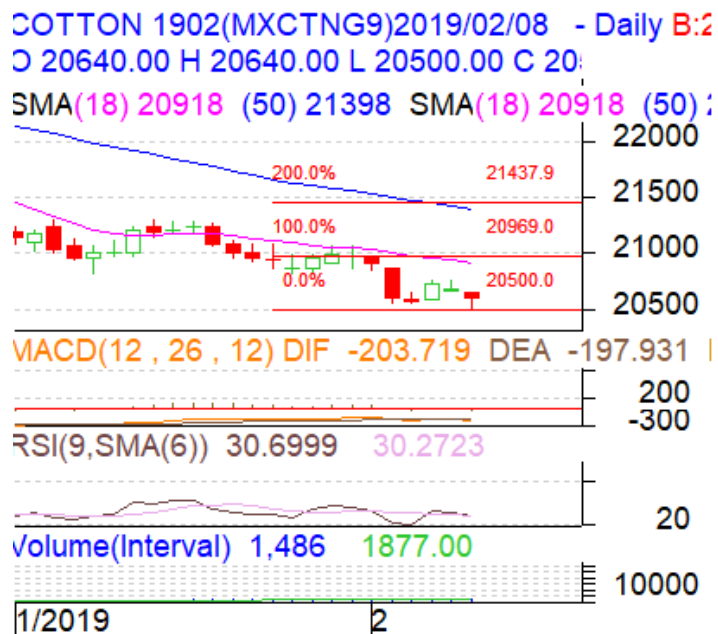 COTTON 1902(MXCTNG9)2019/02/08 - Daily B:2
O 20640.00 H 20640.00 L 20500.00 C 20
SMA(18) 20918 (50) 21398 SMA(18) 20918 (50) 2
22000
200.0% 21437.9
21500
100.0% 20969.0
21000
0.0% 20500.0
20500
MACD(12 , 26 , 12) DIF -203.719 DEA -197.931
200
-300
RSI(9,SMA(6)) 30.6999 30.2723
20
Volume(Interval) 1,486 1877.00
10000
1/2019 2